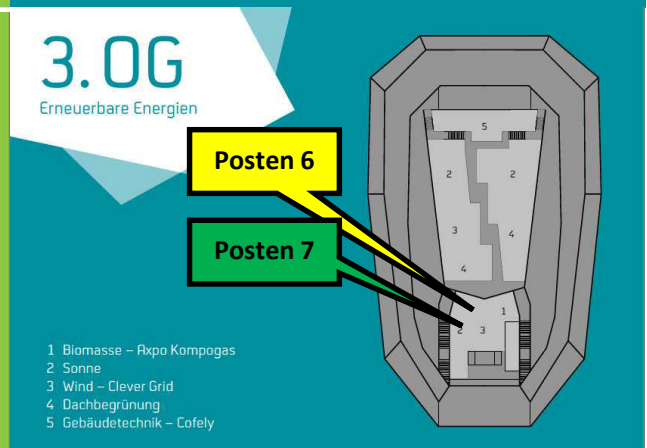 3. OG
Erneuerbare Energien
Posten 6
Posten 7
5
2
2
3
4
4
1
2
3
1 Biomasse – Axpo Kompogas
2 Sonne
3 Wind – Clever Grid
4 Dachbegrünung
5 Gebäudetechnik – Cofely